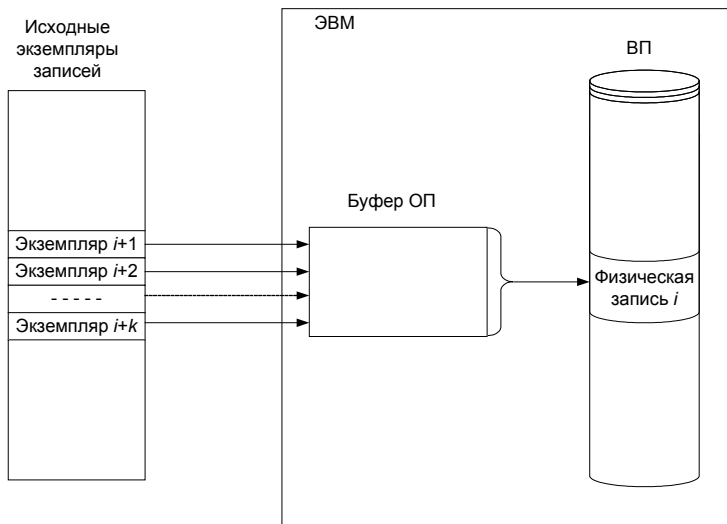 Исходные
экземпляры
записей
ЭВМ
ВП
Буфер ОП
Экземпляр i+1
Экземпляр i+2
- - - - -
Экземпляр i+k
Физическая
запись i